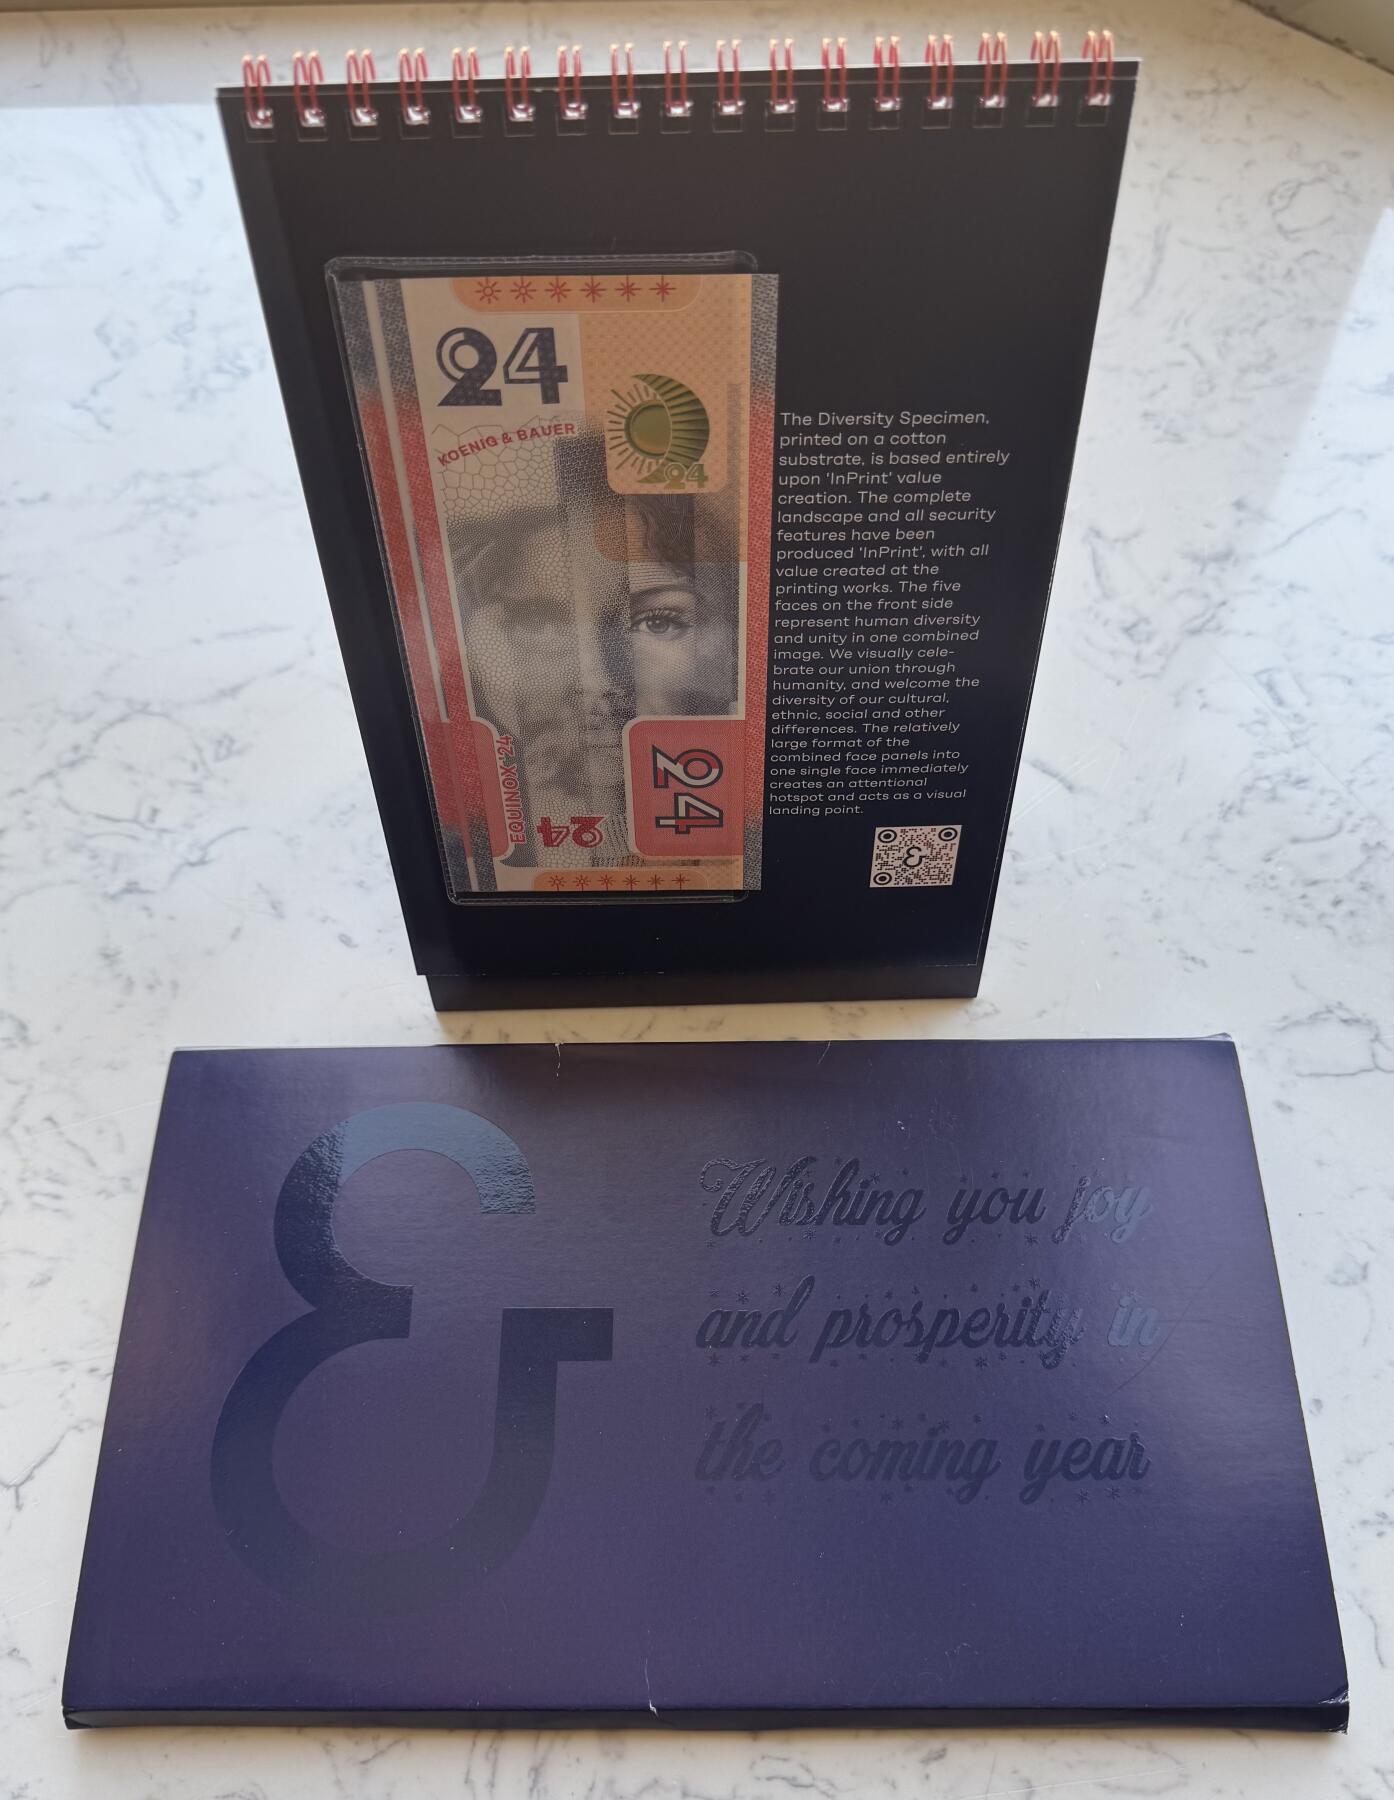 24
KOENIG & BAUER
24
EQUINOX '24
24
24
The Diversity Specimen,
printed on a cotton
substrate, is based entirely
upon 'InPrint' value
creation. The complete
landscape and all security
features have been
produced 'InPrint', with all
value created at the
printing works. The five
faces on the front side
represent human diversity
and unity in one combined
image. We visually cele-
brate our union through
humanity, and welcome the
diversity of our cultural,
ethnic, social and other
differences. The relatively
large format of the
combined face panels into
one single face immediately
creates an attentional
hotspot and acts as a visual
landing point.
&
&
Wishing you joy
and prosperity in
the coming year